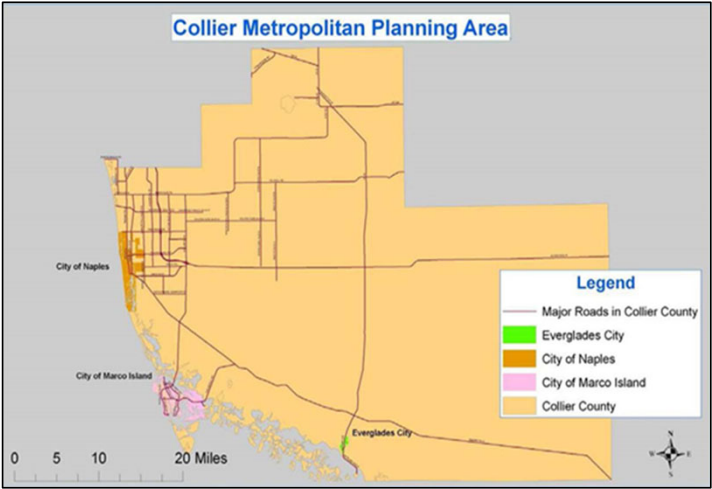 Collier Metropolitan Planning Area
City of Naples
City of Marco Island
Everglades City
Legend
Major Roads in Collier County
Everglades City
City of Naples
City of Marco Island
Collier County
0 5 10 20 Miles
N
W E
S